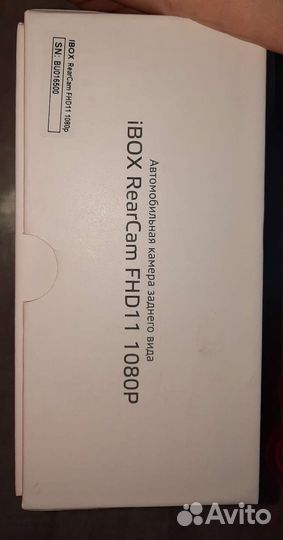 IBOX RearCam FHD11 1080p
SN: BU016500
Автомобильная камера заднего вида
iBOX RearCam FHD11 1080P
Avito